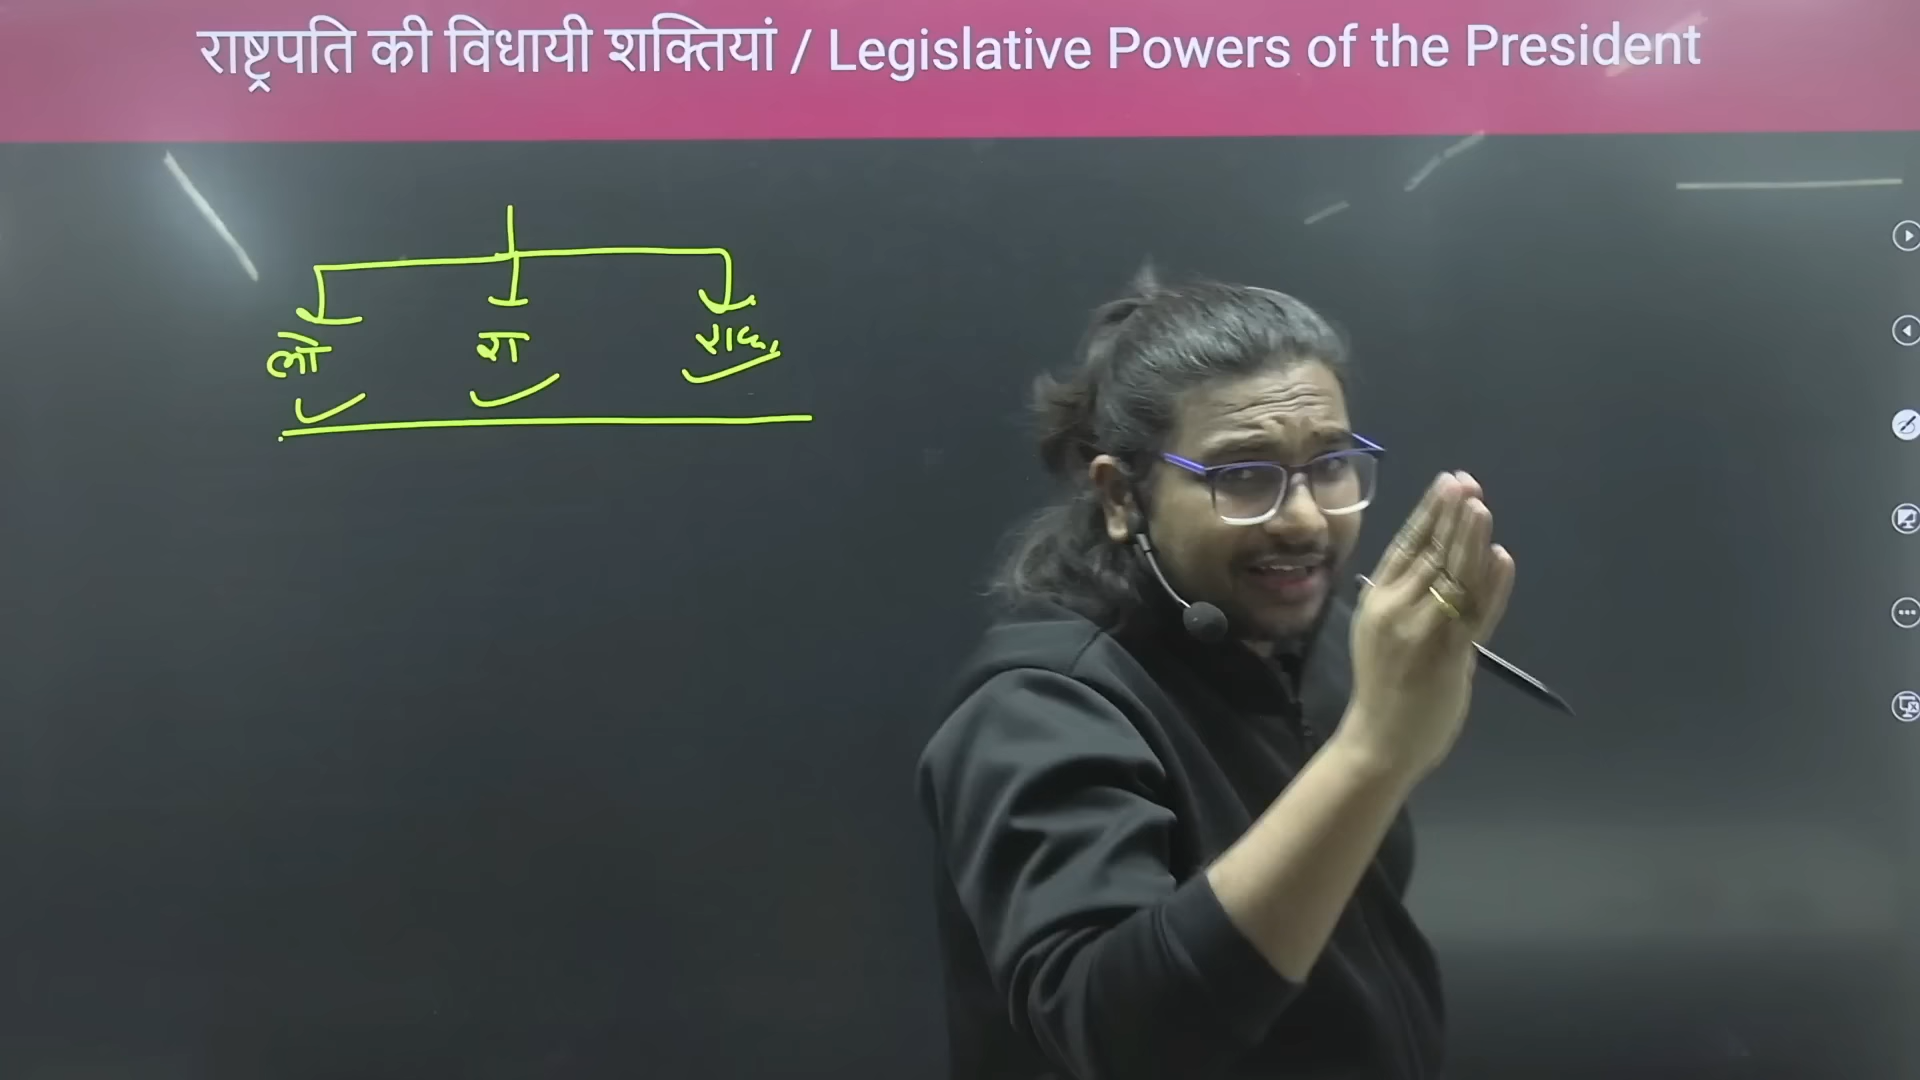 राष्ट्रपति की विधायी शक्तियां / Legislative Powers of the President
लो रा